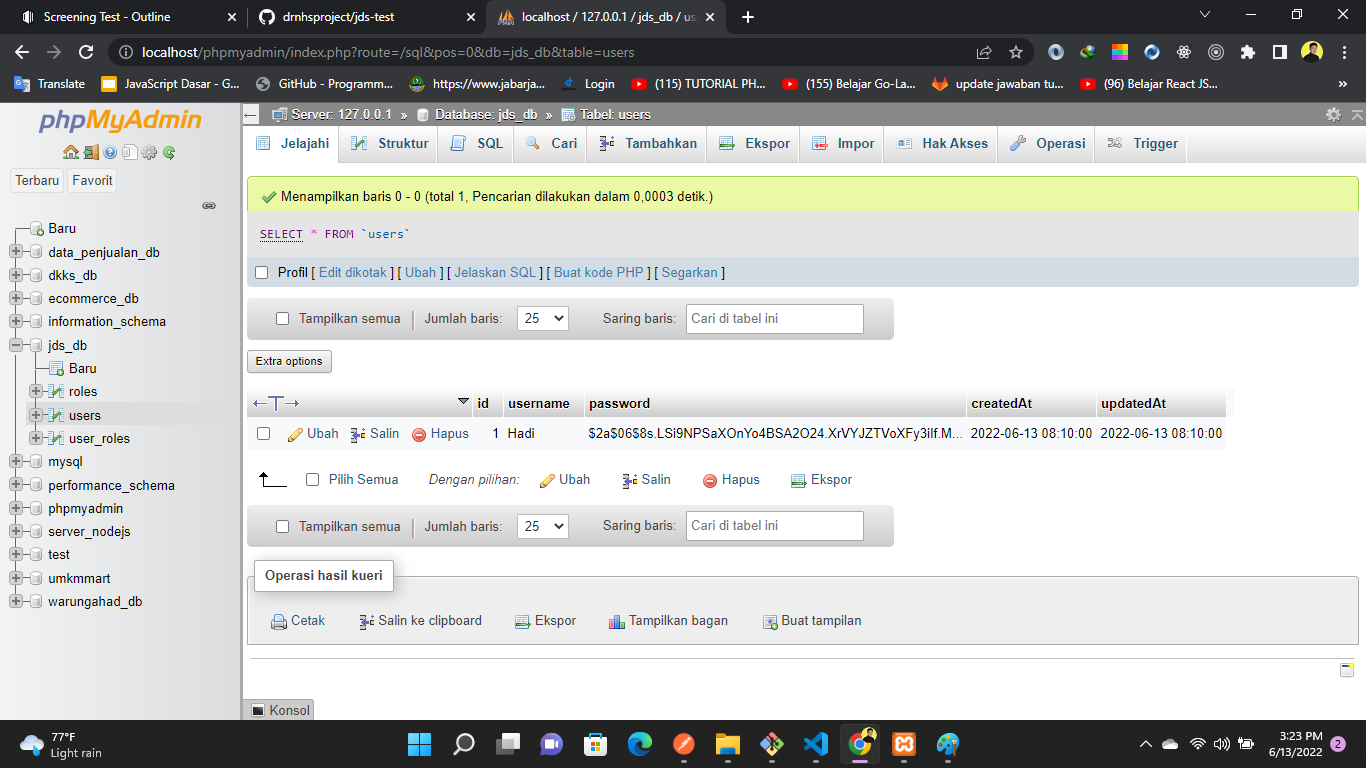 Screening Test - Outline
drnhsproject/jds-test
localhost / 127.0.0.1 / jds_db / us
localhost/phpmyadmin/index.php?route=/sql&pos=0&db=jds_db&table=users
Translate
JavaScript Dasar - G...
GitHub - Programm...
https://www.jabarja...
Login
(115) TUTORIAL PH...
(155) Belajar Go-La...
update jawaban tu...
(96) Belajar React JS...
»
phpMyAdmin
Terbaru
Favorit
Baru
data_penjualan_db
dkks_db
ecommerce_db
information_schema
jds_db
Baru
roles
users
user_roles
mysql
performance_schema
phpmyadmin
server_nodejs
test
umkmmart
warungahad_db
Server: 127.0.0.1 » Database: jds_db » Tabel: users
Jelajahi
Struktur
SQL
Cari
Tambahkan
Ekspor
Impor
Hak Akses
Operasi
Trigger
Menampilkan baris 0 - 0 (total 1, Pencarian dilakukan dalam 0,0003 detik.)
SELECT * FROM `users`
Profil [ Edit dikotak ] [ Ubah ] [ Jelaskan SQL ] [ Buat kode PHP ] [ Segarkan ]
Tampilkan semua | Jumlah baris: 25 Saring baris: Cari di tabel ini
Extra options
id username password createdAt updatedAt
Ubah Salin Hapus 1 Hadi $2a$06$8s.LSi9NPSaXOnYo4BSA2O24.XrVYJZTVoXFy3iIf.M... 2022-06-13 08:10:00 2022-06-13 08:10:00
Pilih Semua Dengan pilihan: Ubah Salin Hapus Ekspor
Tampilkan semua | Jumlah baris: 25 Saring baris: Cari di tabel ini
Operasi hasil kueri
Cetak Salin ke clipboard Ekspor Tampilkan bagan Buat tampilan
Konsol
77°F
Light rain
3:23 PM
6/13/2022
2